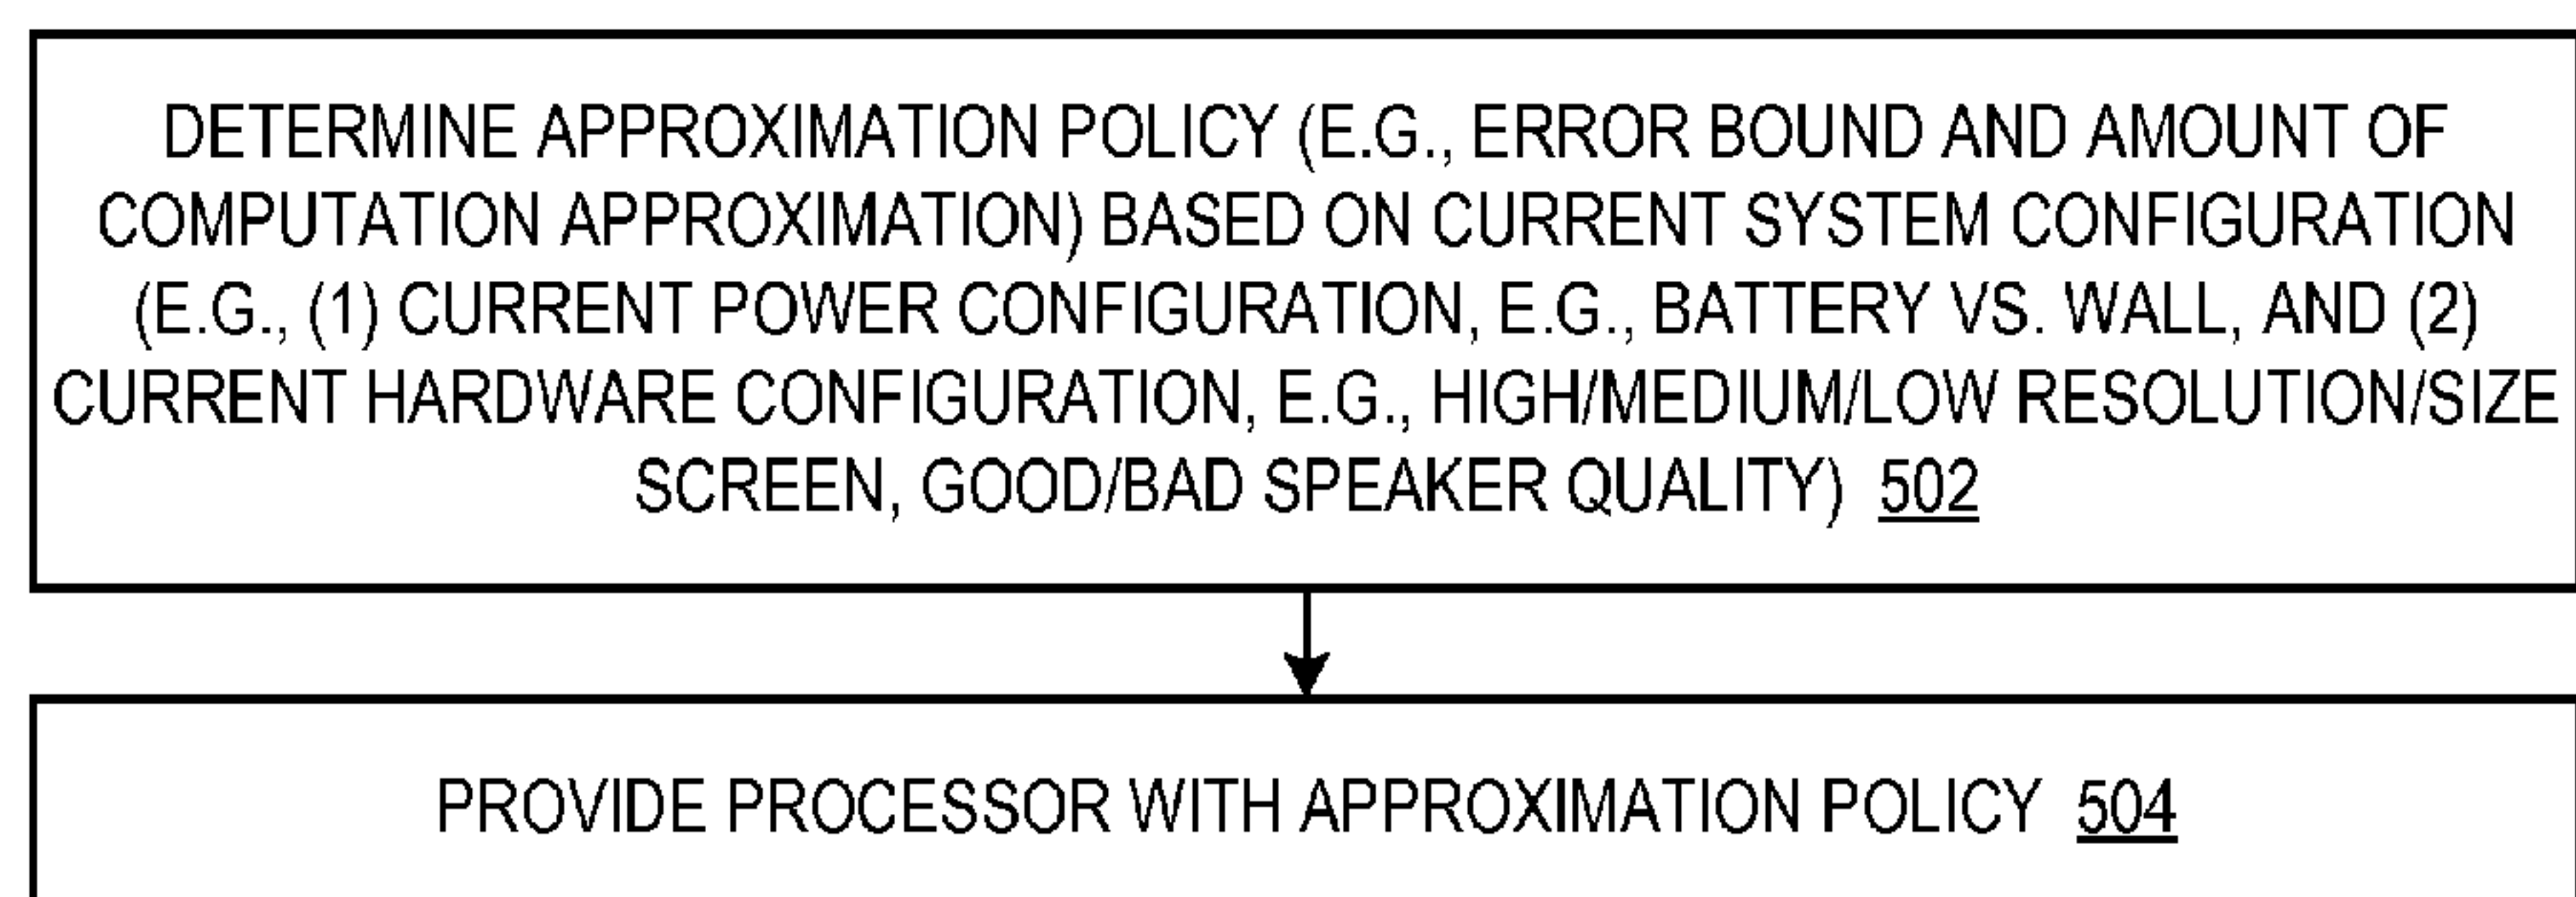 DETERMINE APPROXIMATION POLICY (E.G., ERROR BOUND AND AMOUNT OF
COMPUTATION APPROXIMATION) BASED ON CURRENT SYSTEM CONFIGURATION
(E.G., (1) CURRENT POWER CONFIGURATION, E.G., BATTERY VS. WALL, AND (2)
CURRENT HARDWARE CONFIGURATION, E.G., HIGH/MEDIUM/LOW RESOLUTION/SIZE
SCREEN, GOOD/BAD SPEAKER QUALITY) 502
PROVIDE PROCESSOR WITH APPROXIMATION POLICY 504